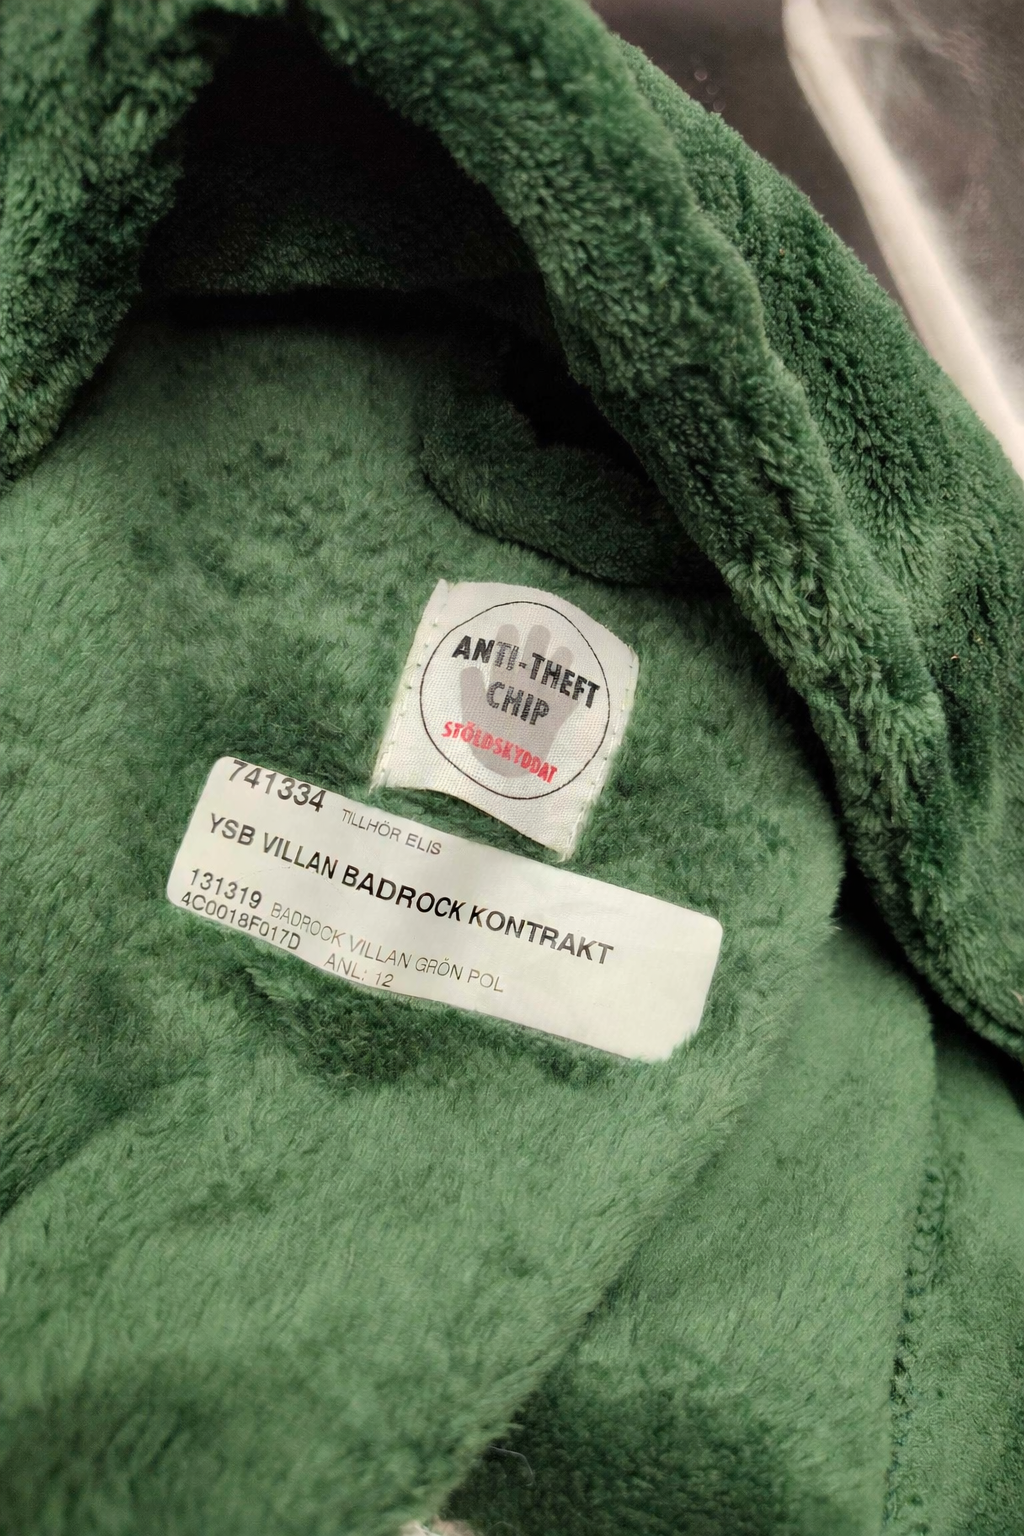 ANTI-THEFT
CHIP
STÖLDSKYDDAT
741334 TILLHÖR ELIS
YSB VILLAN BADROCK KONTRAKT
131319 BADROCK VILLAN GRÖN POL
4C0018F017D ANL: 12